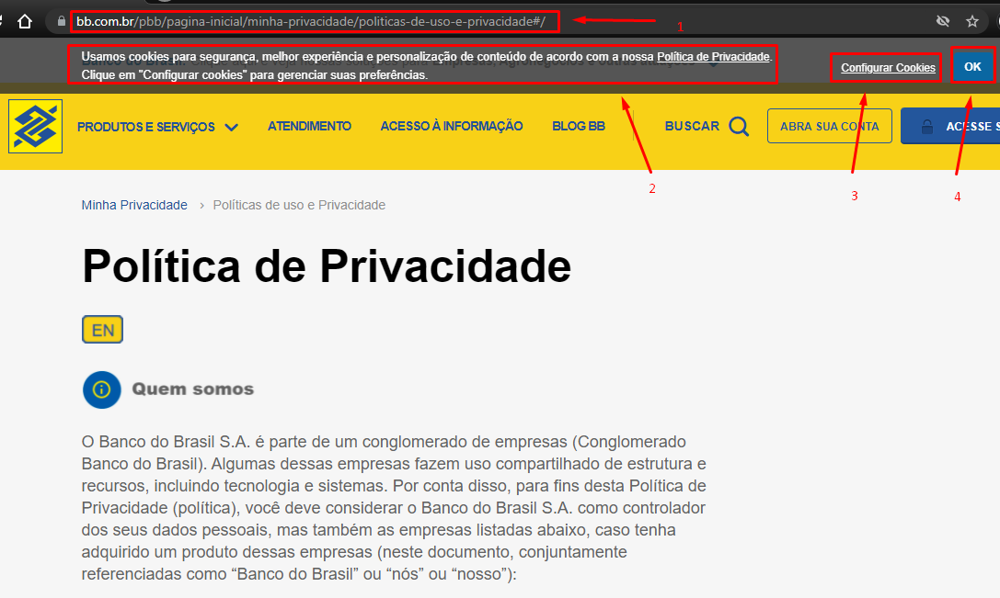 bb.com.br/pbb/pagina-inicial/minha-privacidade/politicas-de-uso-e-privacidade#/
1
Usamos cookies para segurança, melhor experiência e personalização de conteúdo de acordo com a nossa Política de Privacidade.
Clique em "Configurar cookies" para gerenciar suas preferências.
Configurar Cookies
OK
PRODUTOS E SERVIÇOS
ATENDIMENTO
ACESSO À INFORMAÇÃO
BLOG BB
BUSCAR
ABRA SUA CONTA
ACESSE S
2
3
4
Minha Privacidade › Políticas de uso e Privacidade
Política de Privacidade
EN
Quem somos
O Banco do Brasil S.A. é parte de um conglomerado de empresas (Conglomerado
Banco do Brasil). Algumas dessas empresas fazem uso compartilhado de estrutura e
recursos, incluindo tecnologia e sistemas. Por conta disso, para fins desta Política de
Privacidade (política), você deve considerar o Banco do Brasil S.A. como controlador
dos seus dados pessoais, mas também as empresas listadas abaixo, caso tenha
adquirido um produto dessas empresas (neste documento, conjuntamente
referenciadas como “Banco do Brasil” ou “nós” ou “nosso”):